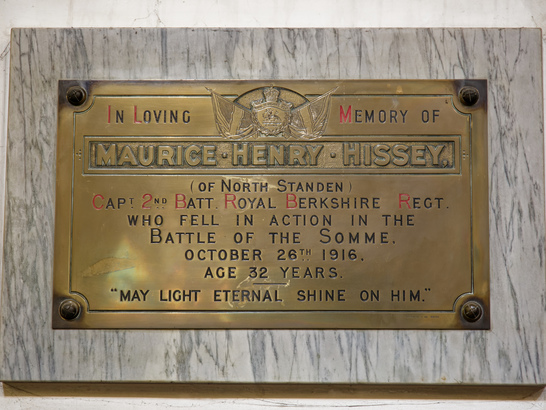 In Loving Memory of
MAURICE·HENRY·HISSEY,
(OF NORTH STANDEN)
CAPT. 2ND BATT. ROYAL BERKSHIRE REGT.
WHO FELL IN ACTION IN THE
BATTLE OF THE SOMME.
OCTOBER 26TH 1916.
AGE 32 YEARS.
"MAY LIGHT ETERNAL SHINE ON HIM."